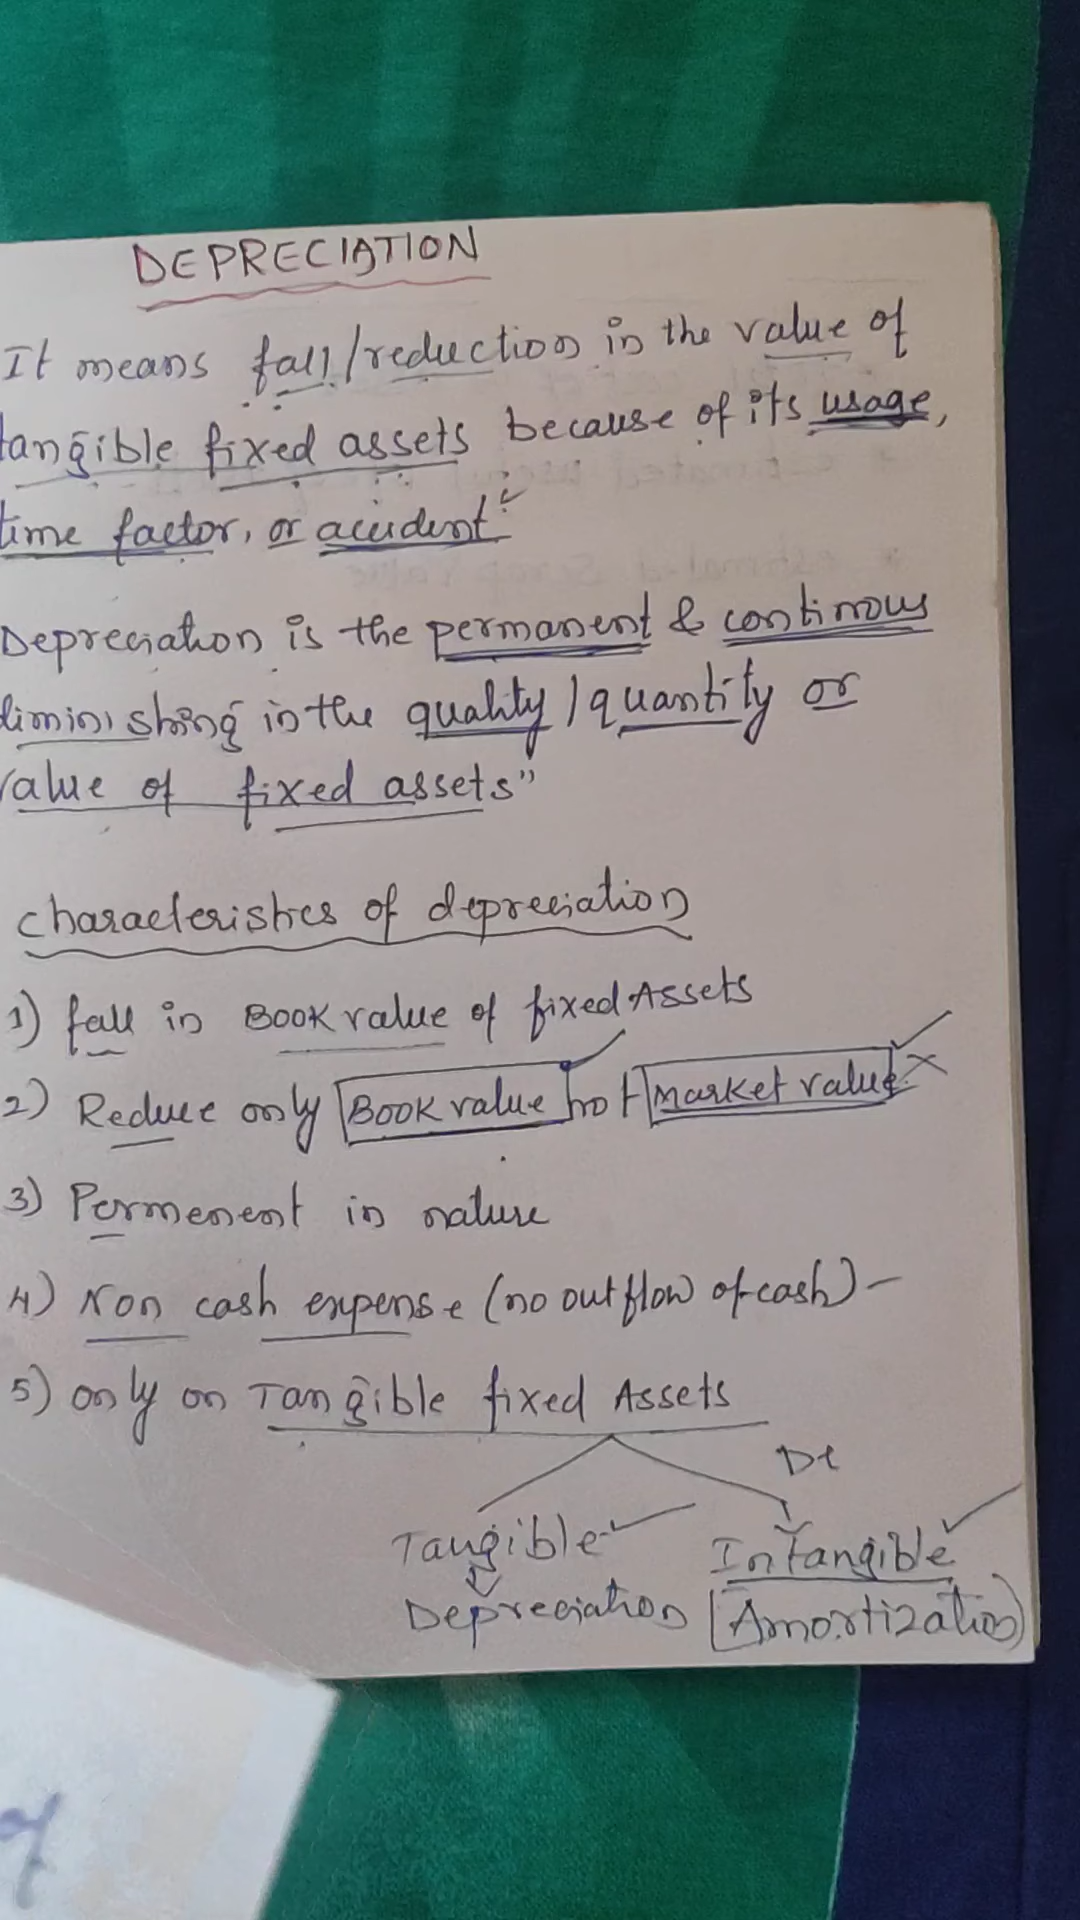 DEPRECIATION
It means fall/reduction in the value of
tangible fixed assets because of its usage,
time factor, or accident"
Depreciation is the permanent & continous
diminishing in the quality / quantity or
value of fixed assets"
characteristics of depreciation
1) fall in Book value of fixed Assets
2) Reduce only Book value not Market value. ×
3) Permenent in nature
4) Non cash expense (no outflow of cash) -
5) only on Tangible fixed Assets
De
Tangible Intangible
Depreciation Amortization